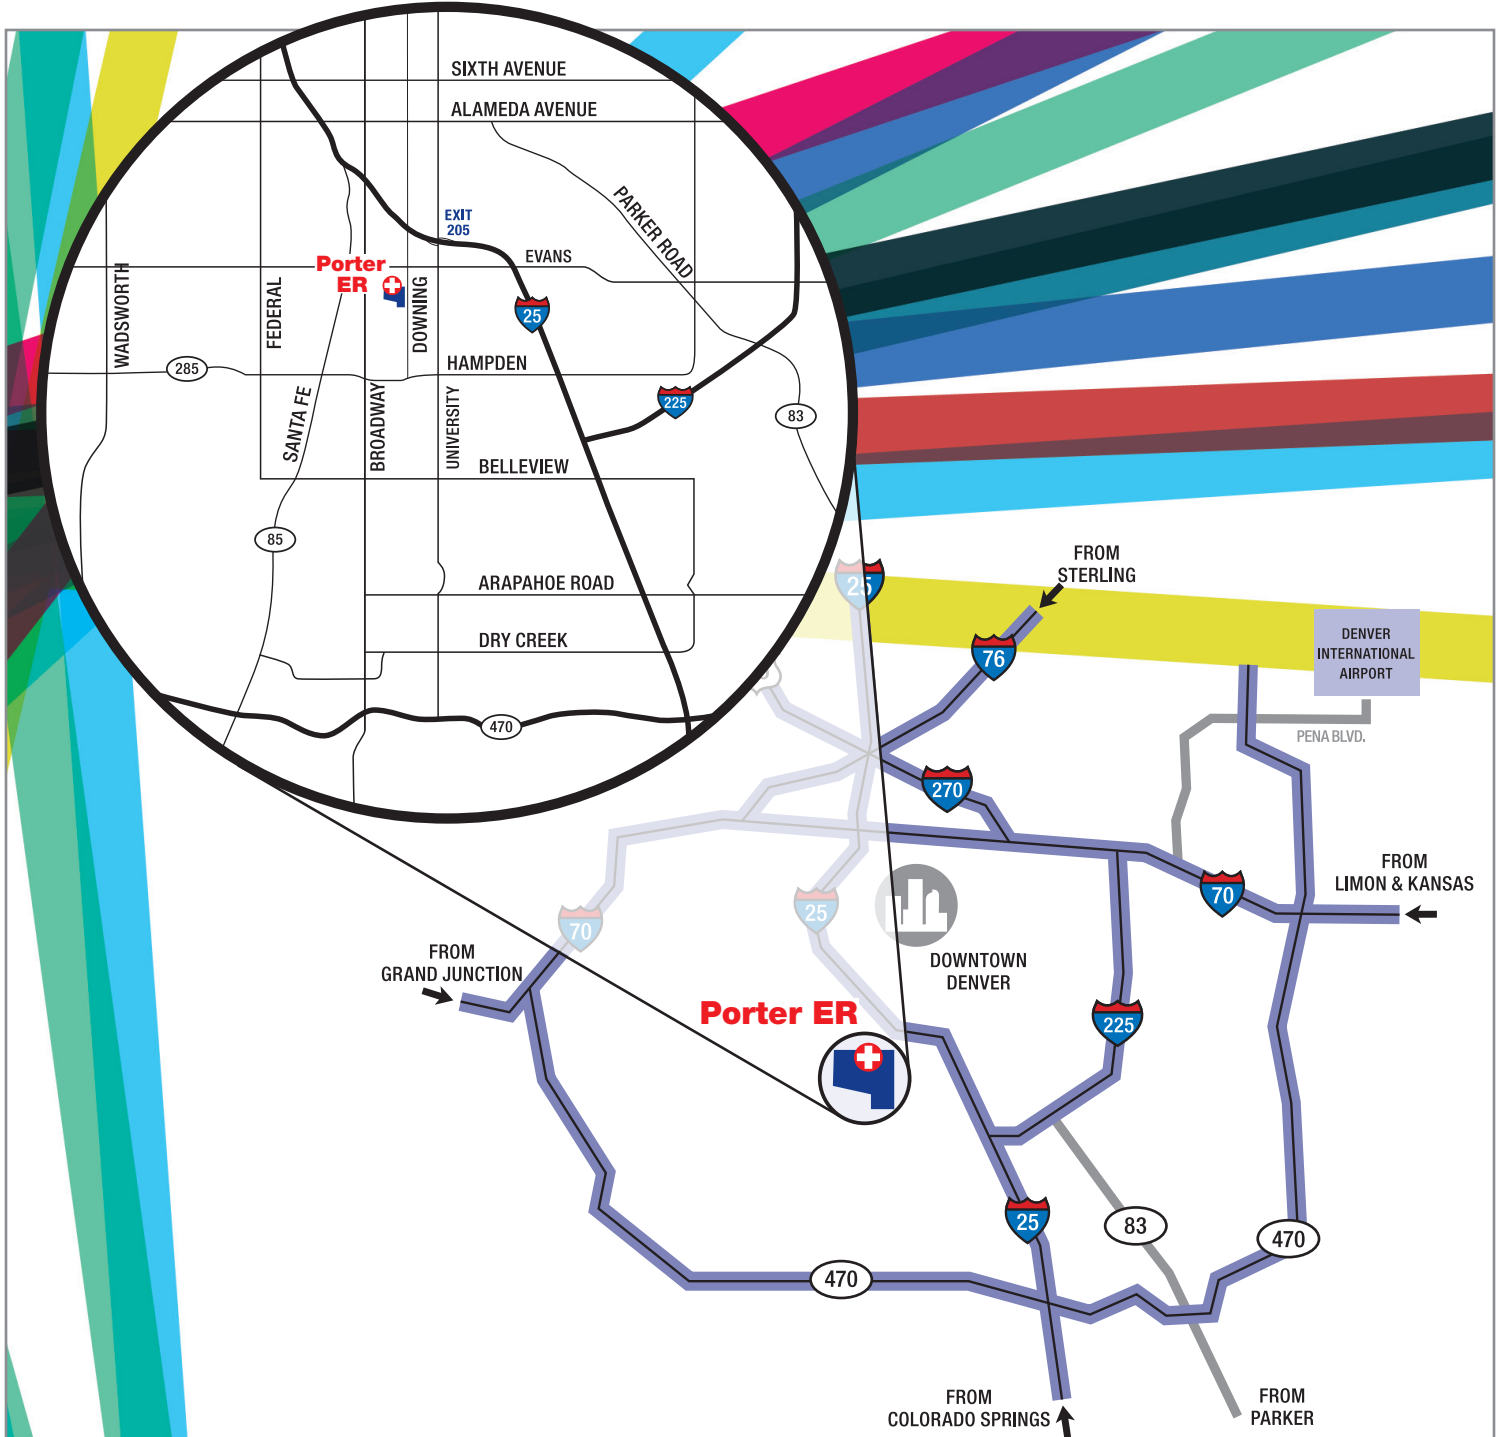 SIXTH AVENUE
ALAMEDA AVENUE
PARKER ROAD
EXIT
205
EVANS
Porter
ER
WADSWORTH
FEDERAL
DOWNING
25
HAMPDEN
285
225
83
SANTA FE
BROADWAY
UNIVERSITY
BELLEVIEW
85
ARAPAHOE ROAD
DRY CREEK
470
FROM
STERLING
25
76
DENVER
INTERNATIONAL
AIRPORT
PENA BLVD.
270
FROM
LIMON & KANSAS
70
25
70
FROM
GRAND JUNCTION
DOWNTOWN
DENVER
Porter ER
225
25
83
470
470
FROM
COLORADO SPRINGS
FROM
PARKER